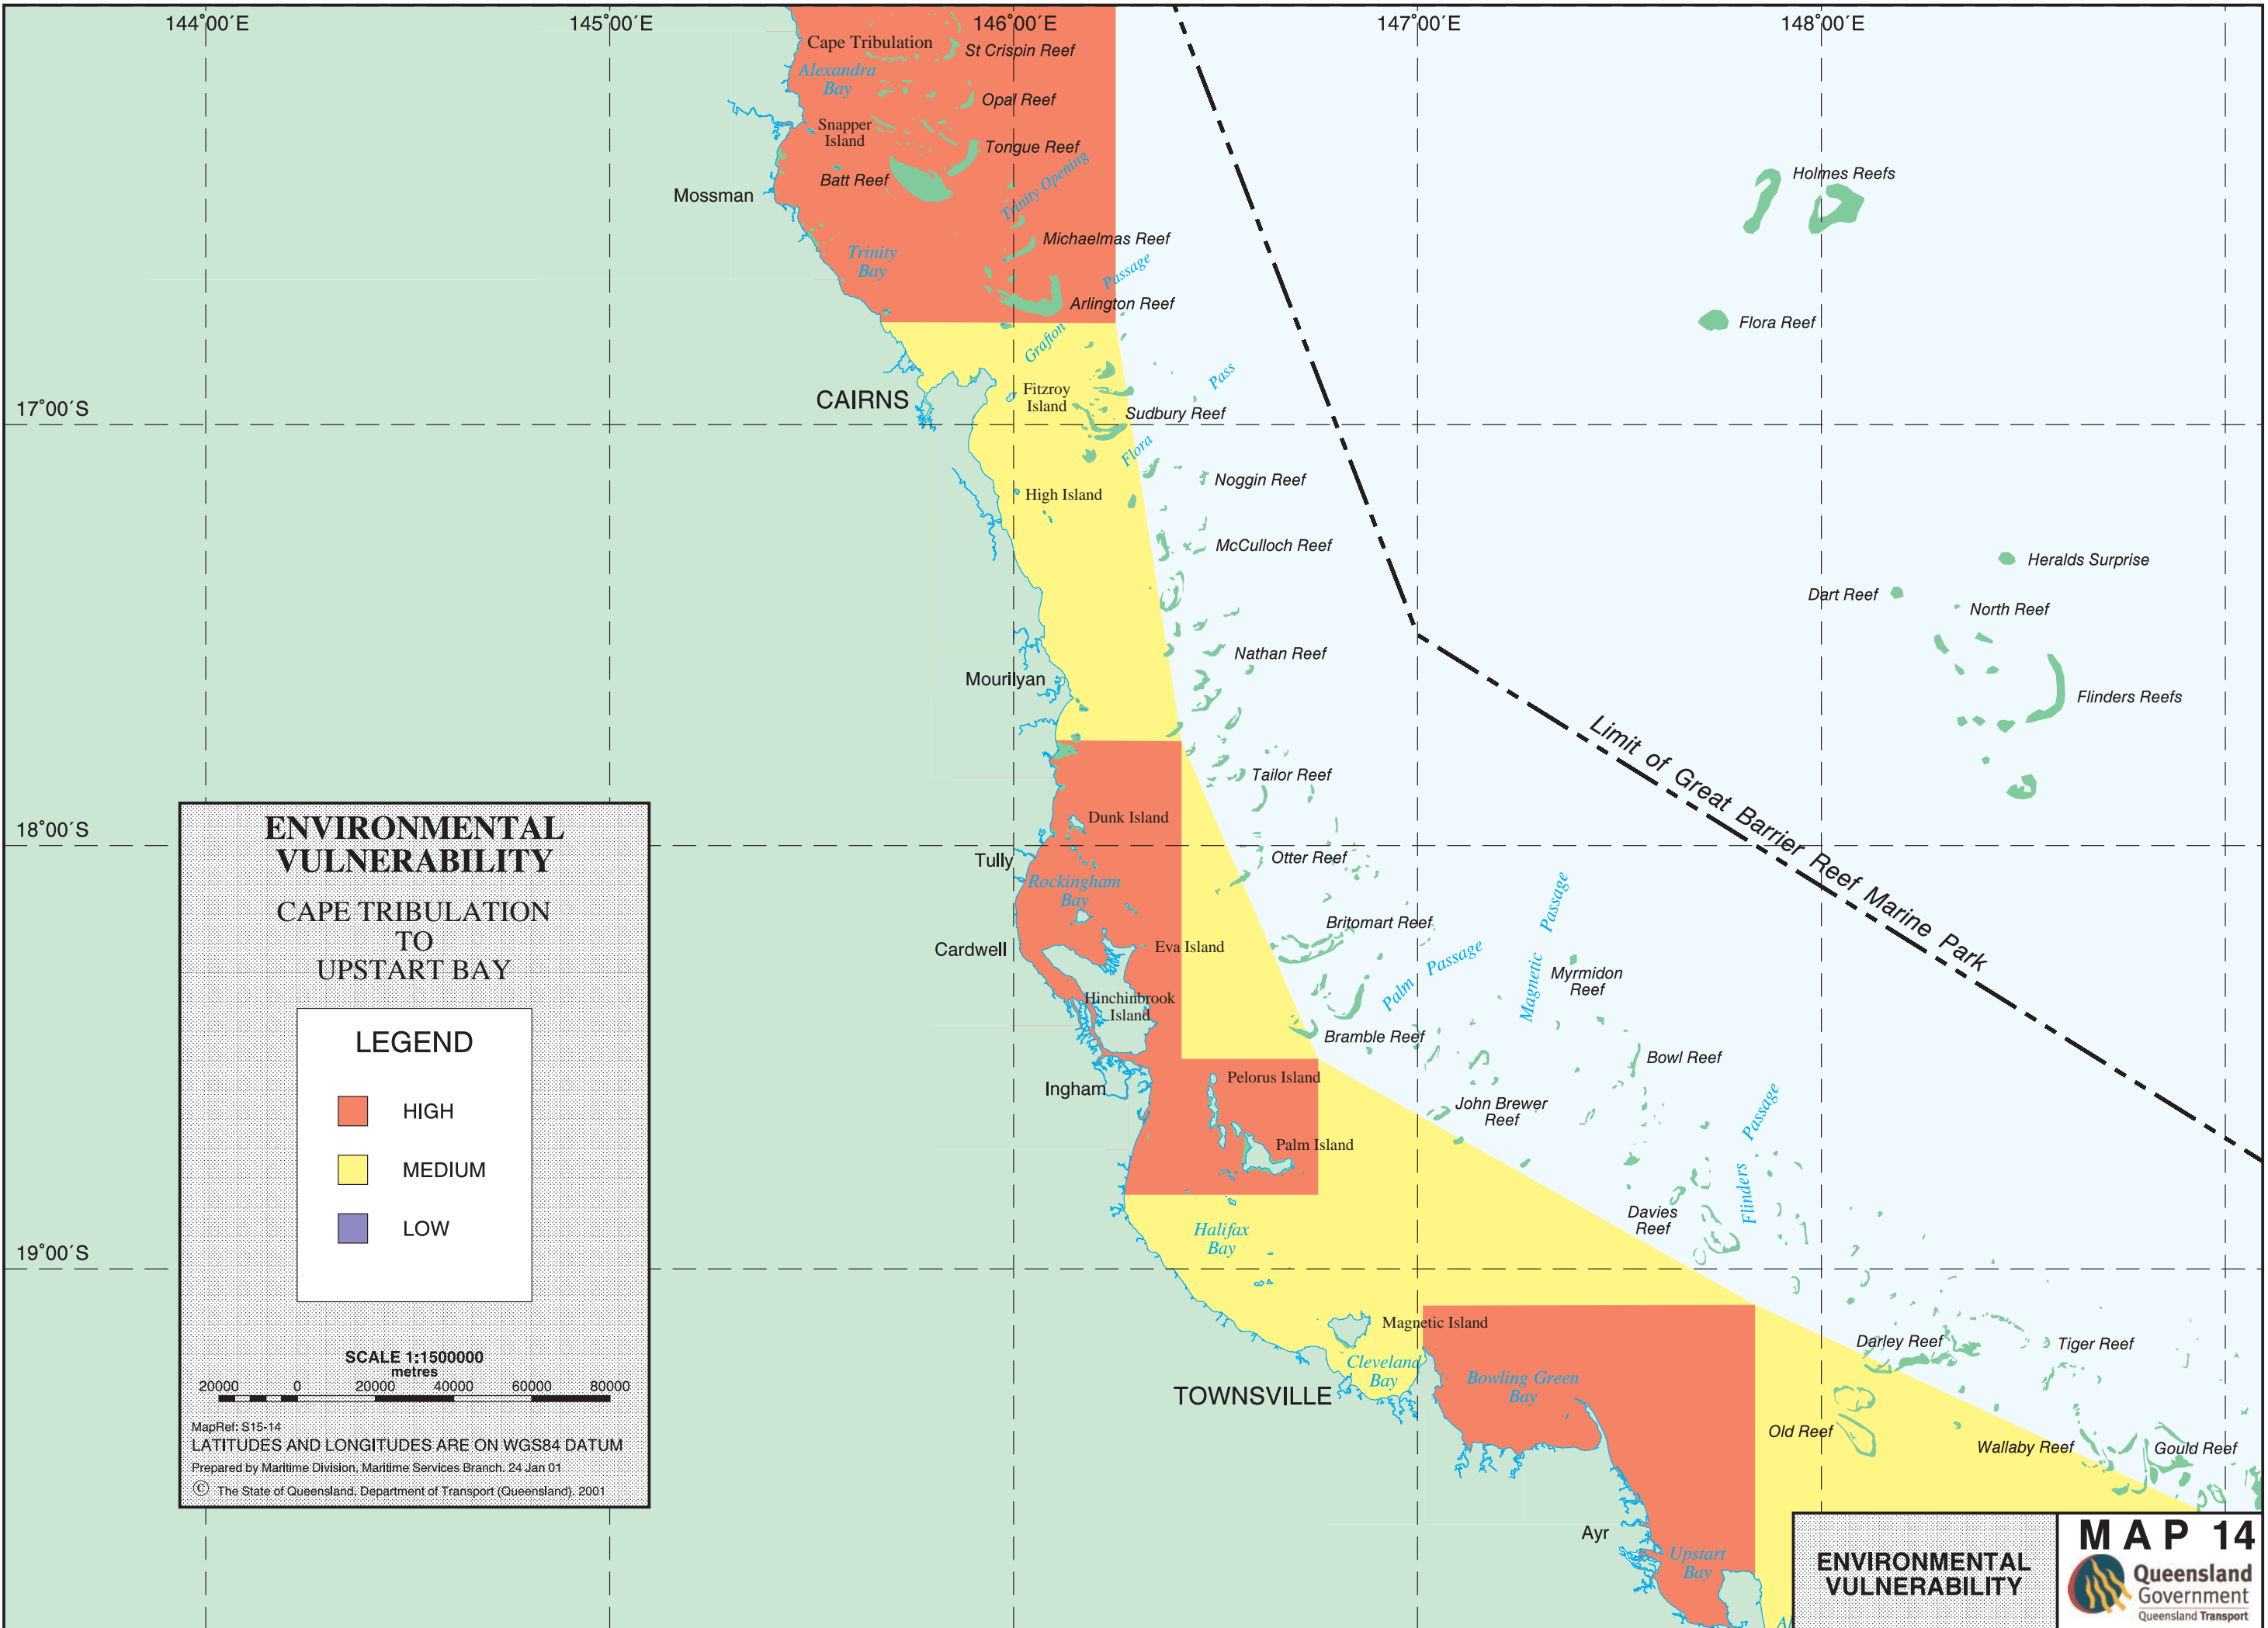 144°00´E
145°00´E
146°00´E
147°00´E
148°00´E
Cape Tribulation
St Crispin Reef
Alexandra
Bay
Opal Reef
Snapper
Island
Tongue Reef
Batt Reef
Trinity Opening
Mossman
Holmes Reefs
Michaelmas Reef
Trinity
Bay
Passage
Arlington Reef
Grafton
Flora Reef
Pass
CAIRNS
Fitzroy
Island
Sudbury Reef
17°00´S
Flora
Noggin Reef
High Island
McCulloch Reef
Heralds Surprise
Dart Reef
North Reef
Nathan Reef
Mourilyan
Flinders Reefs
Limit of Great Barrier Reef Marine Park
Tailor Reef
Dunk Island
18°00´S
Tully
Otter Reef
Rockingham
Bay
Britomart Reef
Passage
Cardwell
Eva Island
Palm
Passage
Magnetic
Myrmidon
Reef
Hinchinbrook
Island
Bramble Reef
Bowl Reef
Ingham
Pelorus Island
John Brewer
Reef
Passage
Palm Island
Flinders
Davies
Reef
Halifax
Bay
19°00´S
Magnetic Island
Darley Reef
Tiger Reef
Cleveland
Bay
Bowling Green
Bay
TOWNSVILLE
Old Reef
Wallaby Reef
Gould Reef
Ayr
Upstart
Bay
ENVIRONMENTAL
VULNERABILITY
CAPE TRIBULATION
TO
UPSTART BAY
LEGEND
HIGH
MEDIUM
LOW
SCALE 1:1500000
metres
20000 0 20000 40000 60000 80000
MapRef: S15-14
LATITUDES AND LONGITUDES ARE ON WGS84 DATUM
Prepared by Maritime Division, Maritime Services Branch. 24 Jan 01
© The State of Queensland. Department of Transport (Queensland). 2001
ENVIRONMENTAL
VULNERABILITY
MAP 14
Queensland
Government
Queensland Transport